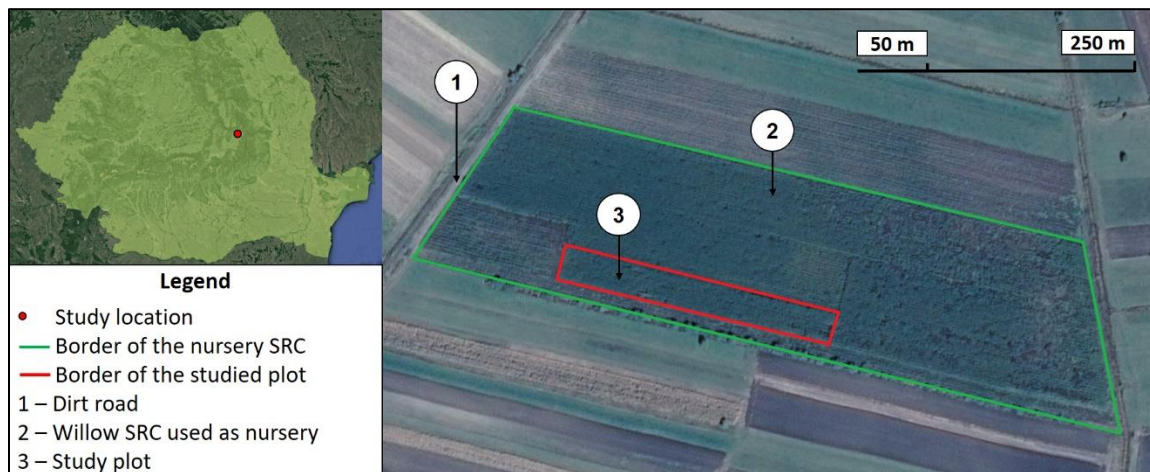 50 m
250 m
1
2
3
Legend
Study location
Border of the nursery SRC
Border of the studied plot
1 – Dirt road
2 – Willow SRC used as nursery
3 – Study plot